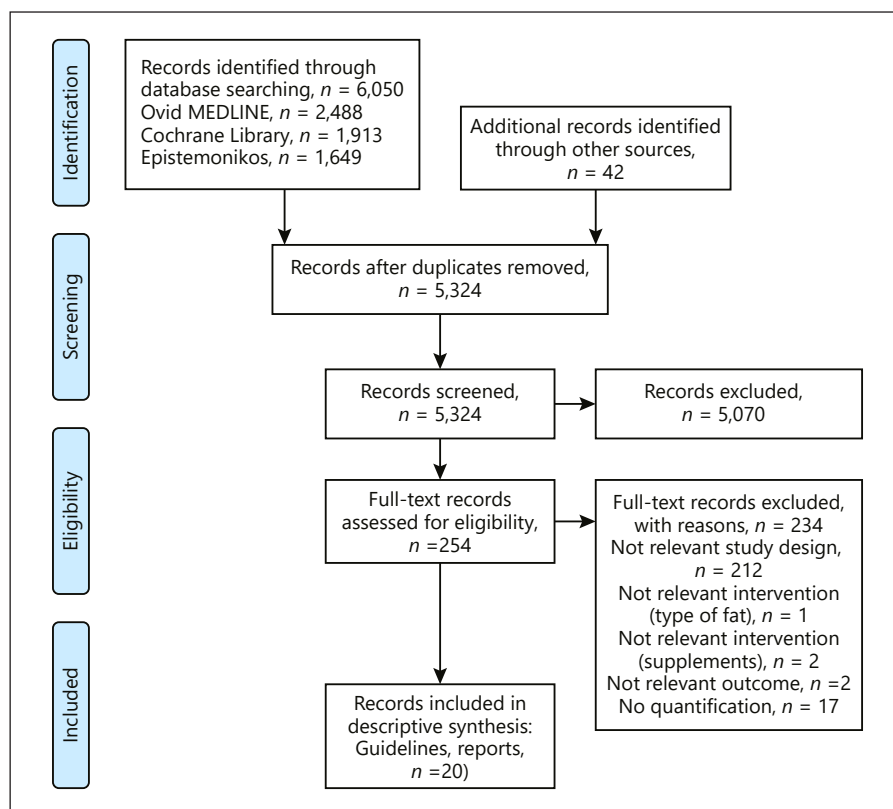 Identification
Records identified through
database searching, n = 6,050
Ovid MEDLINE, n = 2,488
Cochrane Library, n = 1,913
Epistemonikos, n = 1,649
Additional records identified
through other sources,
n = 42
Screening
Records after duplicates removed,
n = 5,324
Records screened,
n = 5,324
Records excluded,
n = 5,070
Eligibility
Full-text records
assessed for eligibility,
n =254
Full-text records excluded,
with reasons, n = 234
Not relevant study design,
n = 212
Not relevant intervention
(type of fat), n = 1
Not relevant intervention
(supplements), n = 2
Not relevant outcome, n =2
No quantification, n = 17
Included
Records included in
descriptive synthesis:
Guidelines, reports,
n =20)